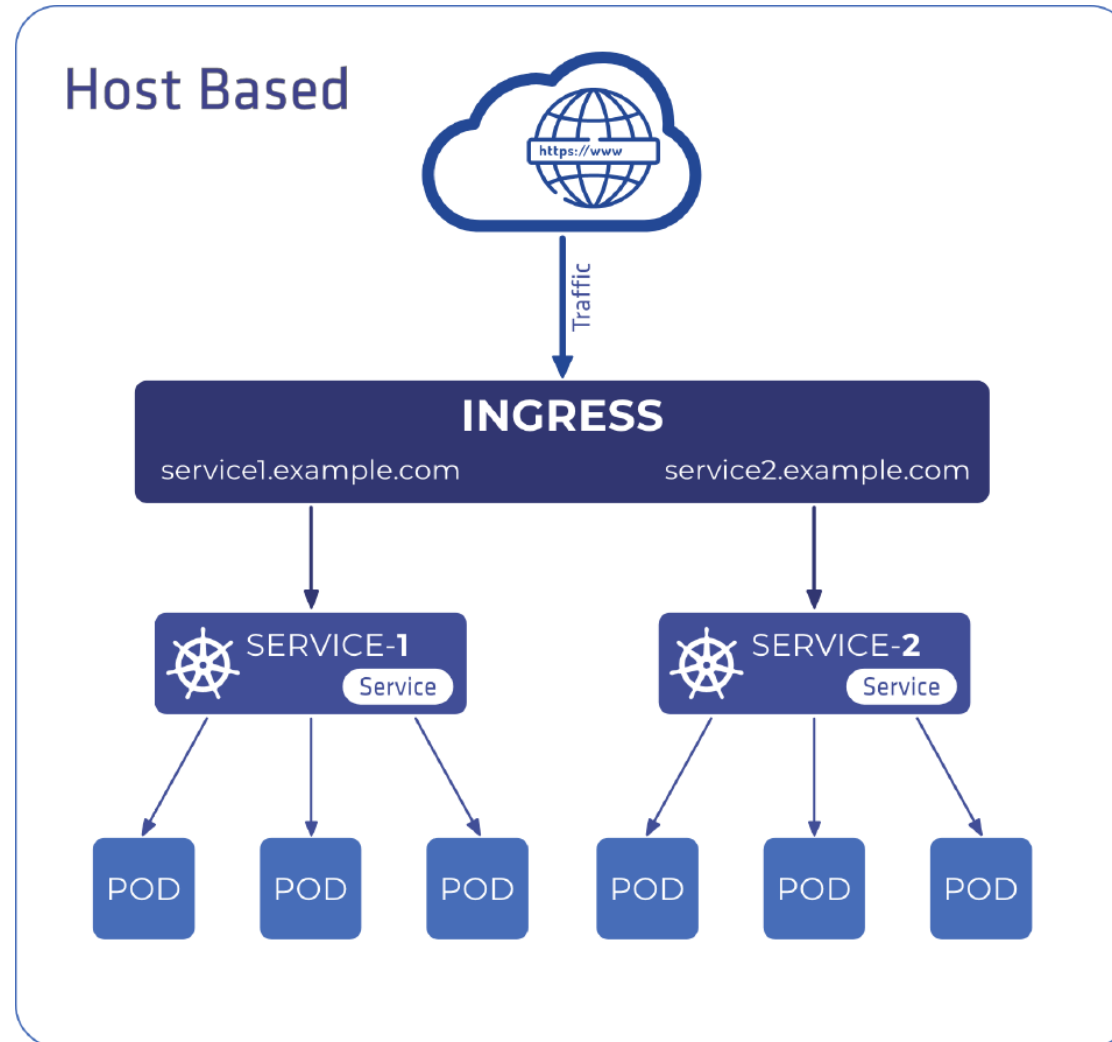 Host Based
https://www
Traffic
INGRESS
service1.example.com
service2.example.com
SERVICE-1
Service
SERVICE-2
Service
POD
POD
POD
POD
POD
POD